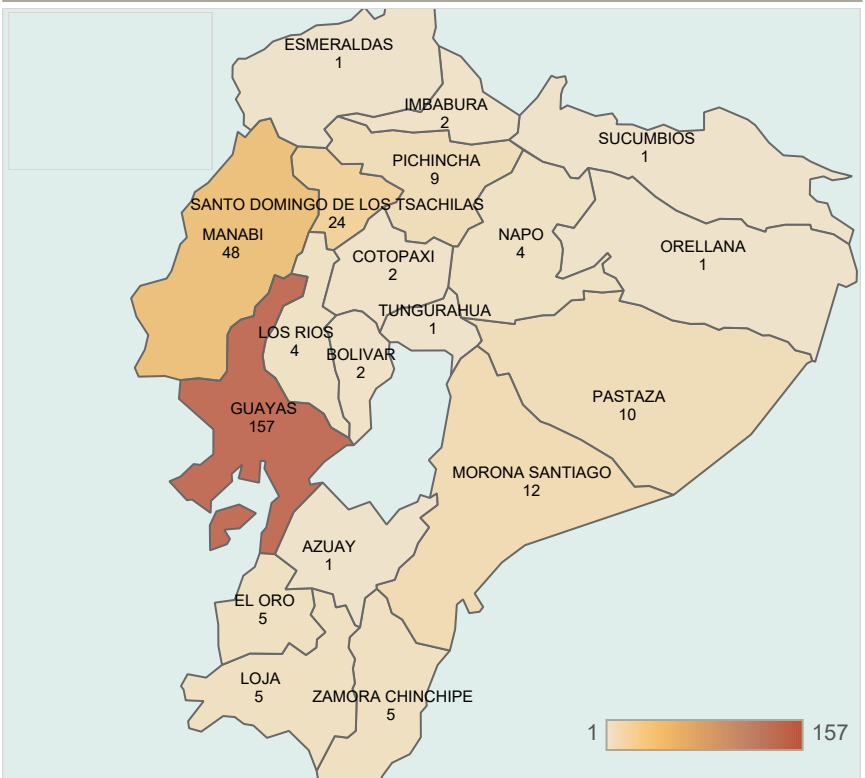 ESMERALDAS
1
IMBABURA
2
SUCUMBIOS
1
PICHINCHA
9
SANTO DOMINGO DE LOS TSACHILAS
24
MANABI
48
NAPO
4
ORELLANA
1
COTOPAXI
2
TUNGURAHUA
1
LOS RIOS
4
BOLIVAR
2
PASTAZA
10
GUAYAS
157
MORONA SANTIAGO
12
AZUAY
1
EL ORO
5
LOJA
5
ZAMORA CHINCHIPE
5
1 157